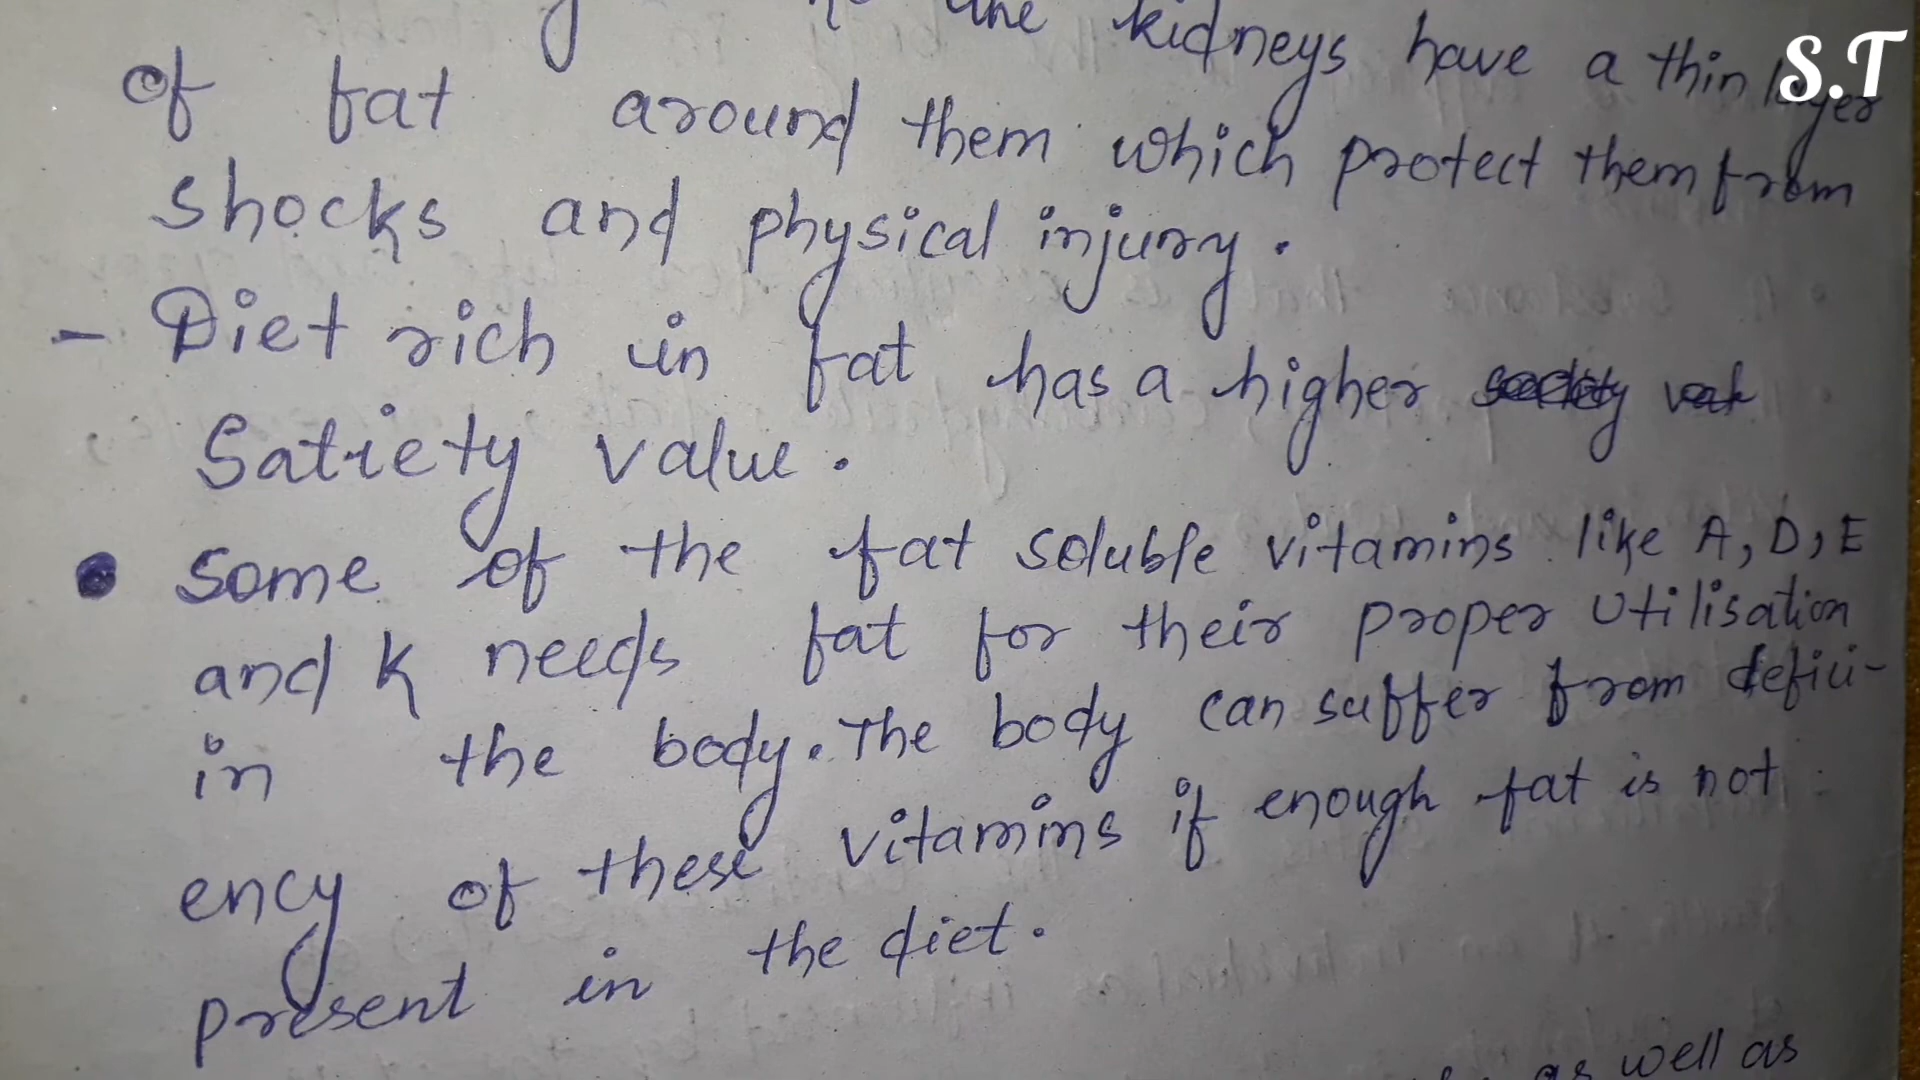 the kidneys have a thin layer
of fat around them which protect them from
shocks and physical injury.
- Diet rich in fat has a higher
Satiety value.
• Some of the fat soluble vitamins like A, D, E
and K needs fat for their proper utilisation
in the body. The body can suffer from defici-
ency of these vitamins if enough fat is not
present in the diet.
as well as
S.T